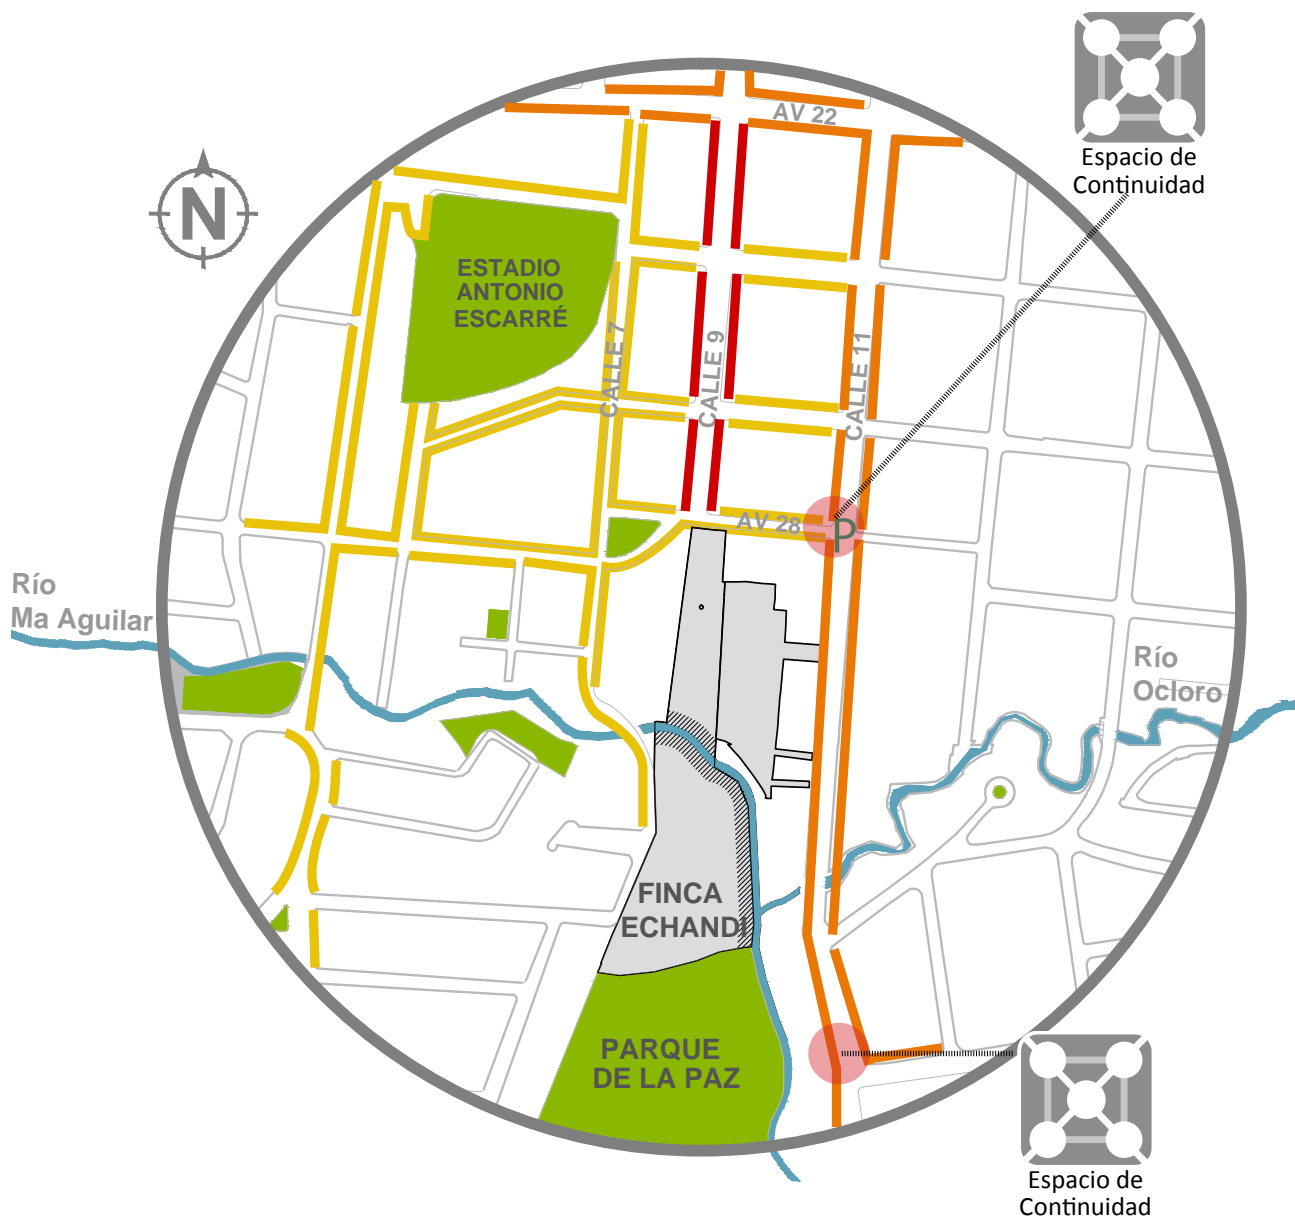 Espacio de
Continuidad
AV 22
N
ESTADIO
ANTONIO
ESCARRÉ
CALLE 7
CALLE 9
CALLE 11
AV 28
P
Río
Ma Aguilar
Río
Ocloro
FINCA
ECHANDI
PARQUE
DE LA PAZ
Espacio de
Continuidad